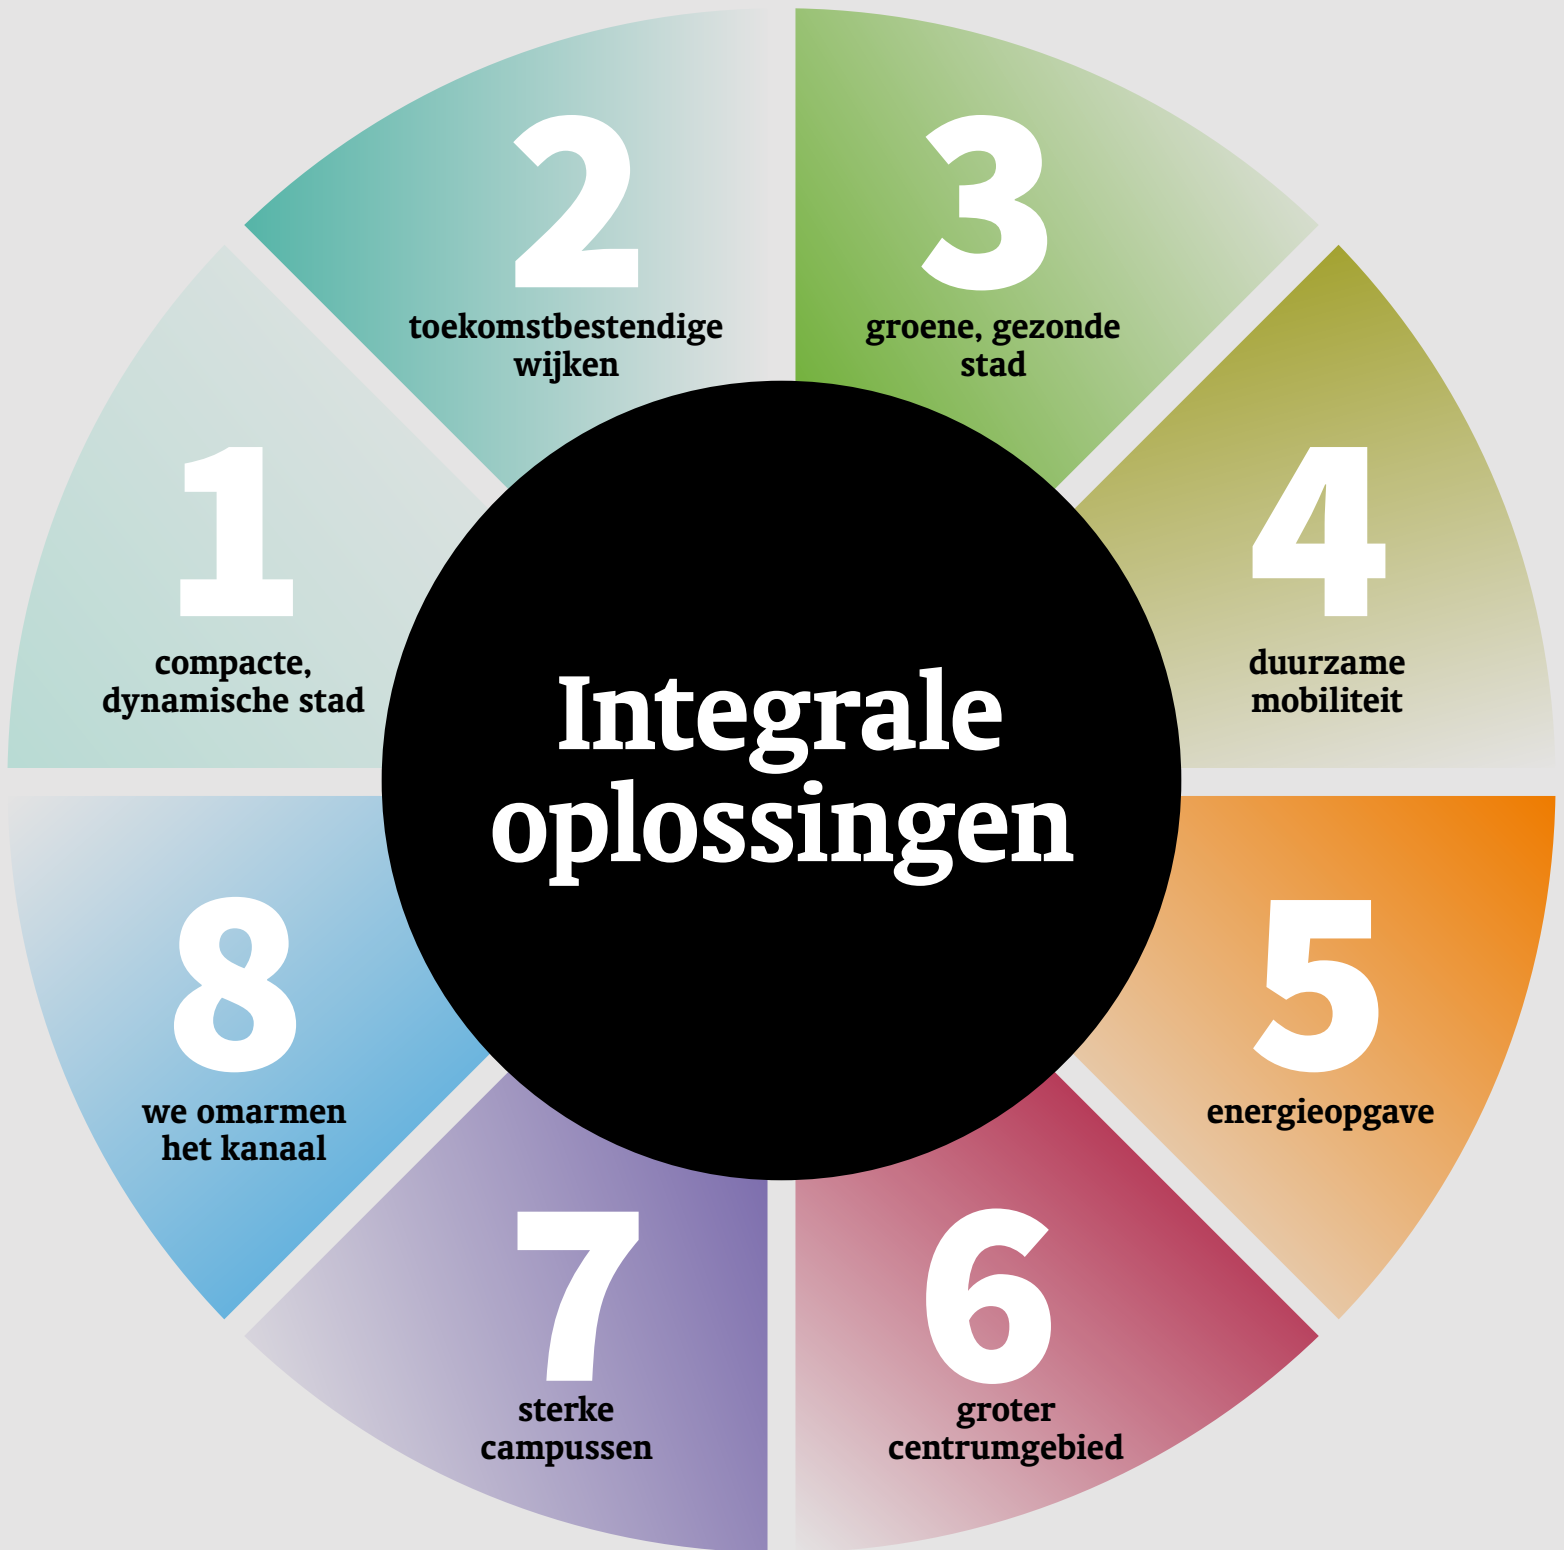 1
compacte,
dynamische stad
2
toekomstbestendige
wijken
3
groene, gezonde
stad
4
duurzame
mobiliteit
5
energieopgave
6
groter
centrumgebied
7
sterke
campussen
8
we omarmen
het kanaal
Integrale
oplossingen